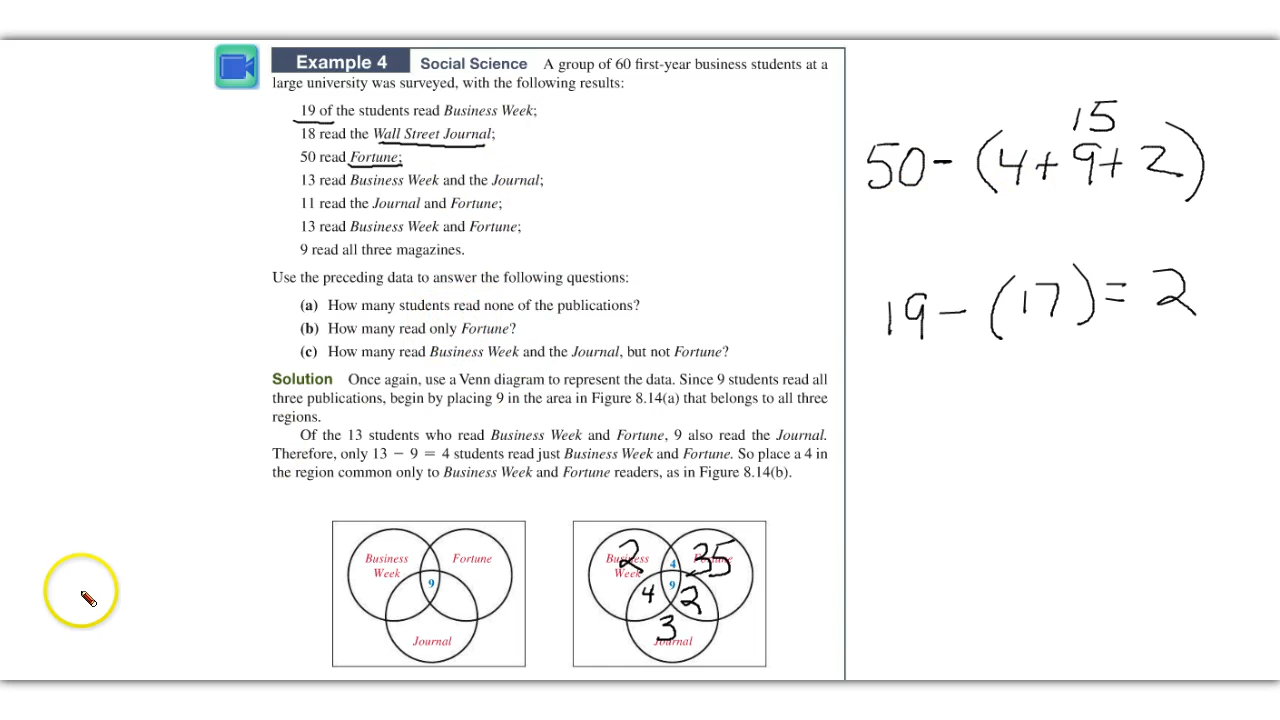 Example 4 Social Science A group of 60 first-year business students at a
large university was surveyed, with the following results:
19 of the students read Business Week;
18 read the Wall Street Journal;
50 read Fortune;
13 read Business Week and the Journal;
11 read the Journal and Fortune;
13 read Business Week and Fortune;
9 read all three magazines.
Use the preceding data to answer the following questions:
(a) How many students read none of the publications?
(b) How many read only Fortune?
(c) How many read Business Week and the Journal, but not Fortune?
Solution Once again, use a Venn diagram to represent the data. Since 9 students read all
three publications, begin by placing 9 in the area in Figure 8.14(a) that belongs to all three
regions.
Of the 13 students who read Business Week and Fortune, 9 also read the Journal.
Therefore, only 13 − 9 = 4 students read just Business Week and Fortune. So place a 4 in
the region common only to Business Week and Fortune readers, as in Figure 8.14(b).
Business
Week
Fortune
9
Journal
Business
Week
2
4
Fortune
35
9
4
2
3
Journal
15
50 - (4 + 9 + 2)
19 - (17) = 2